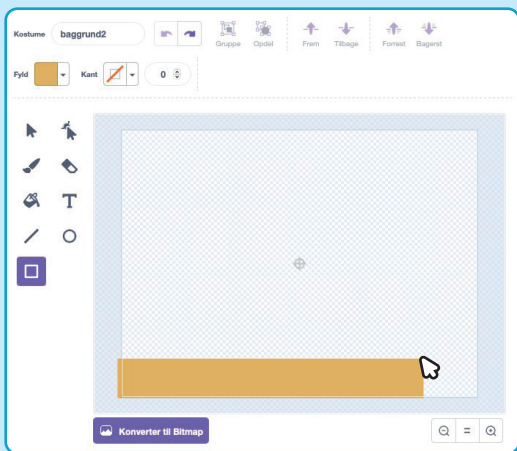 Kostume baggrund2
Gruppe Opdel Frem Tilbage Forrest Bagerst
Fyld Kant 0
T
Konverter til Bitmap
=